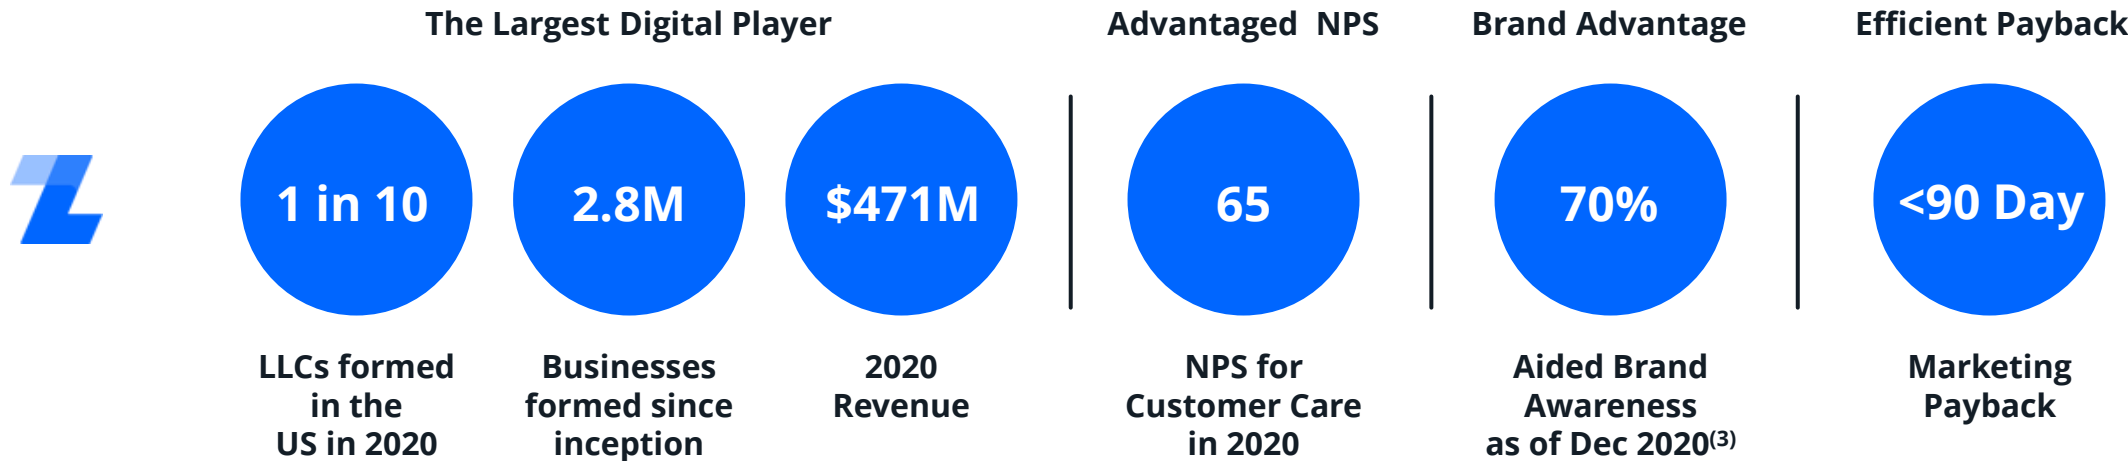 The Largest Digital Player
Advantaged NPS
Brand Advantage
Efficient Payback
1 in 10
2.8M
$471M
65
70%
<90 Day
LLCs formed
in the
US in 2020
Businesses
formed since
inception
2020
Revenue
NPS for
Customer Care
in 2020
Aided Brand
Awareness
as of Dec 2020(3)
Marketing
Payback